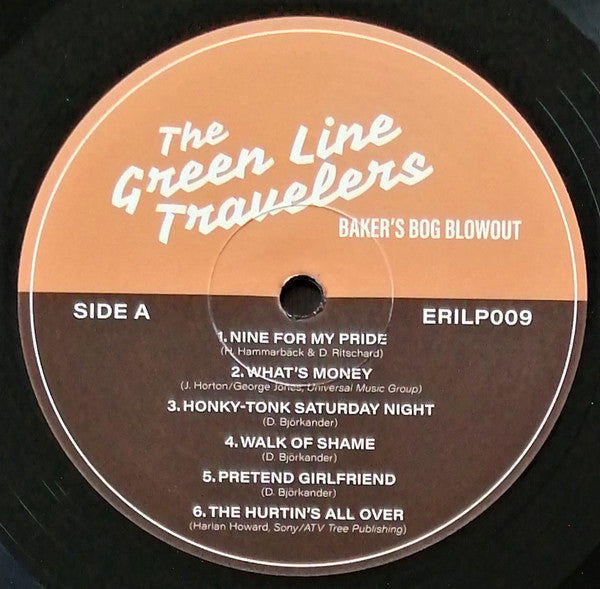 The
Green Line
Travelers
BAKER'S BOG BLOWOUT
SIDE A
ERILP009
1. NINE FOR MY PRIDE
(H. Hammarbäck & D. Ritschard)
2. WHAT'S MONEY
(J. Horton/George Jones, Universal Music Group)
3. HONKY-TONK SATURDAY NIGHT
(D. Björkander)
4. WALK OF SHAME
(D. Björkander)
5. PRETEND GIRLFRIEND
(D. Björkander)
6. THE HURTIN'S ALL OVER
(Harlan Howard, Sony/ATV Tree Publishing)